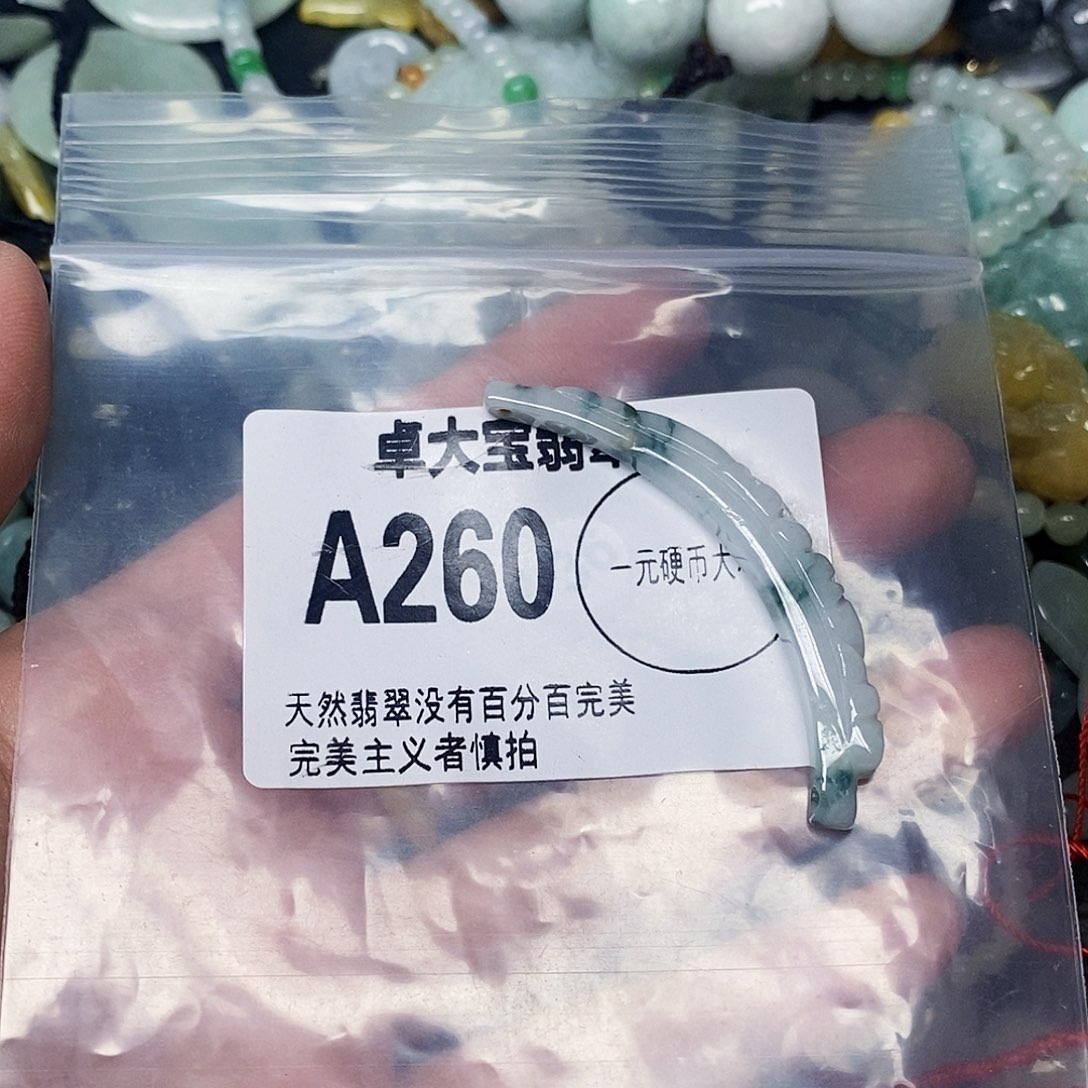 卓大宝翡翠
A260
一元硬币大
天然翡翠没有百分百完美
完美主义者慎拍